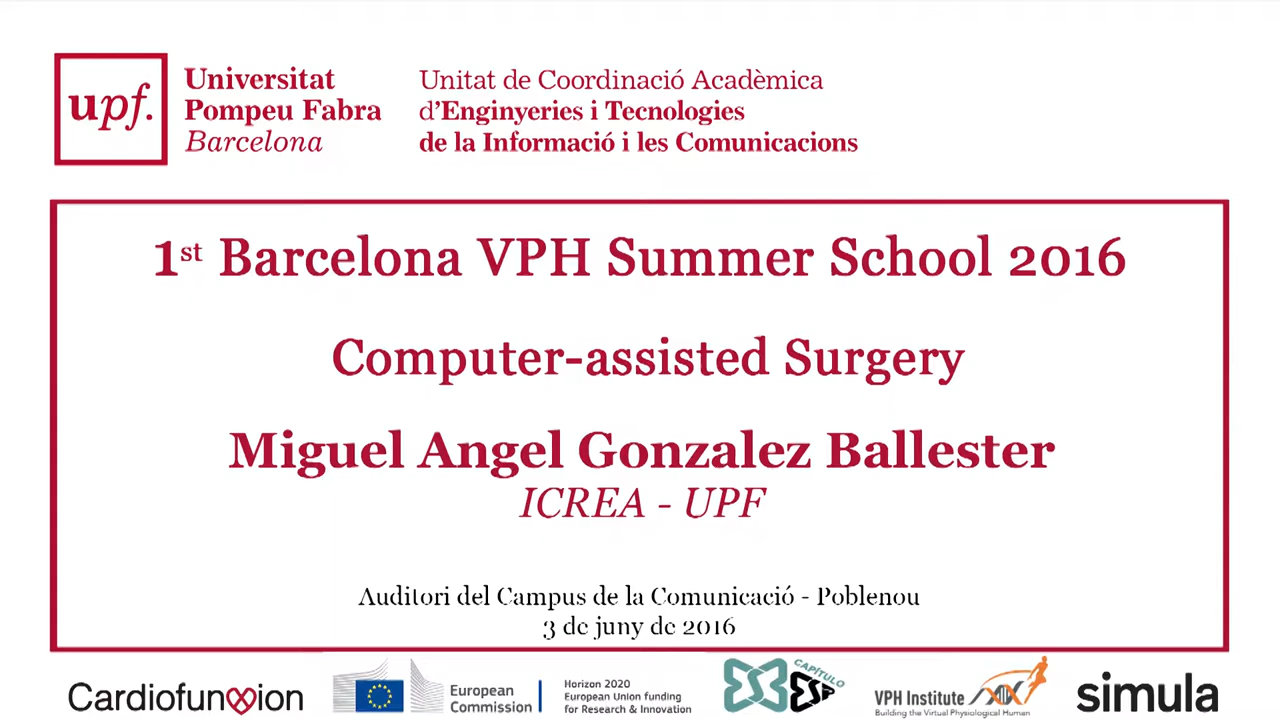 upf.
Universitat
Pompeu Fabra
Barcelona
Unitat de Coordinació Acadèmica
d'Enginyeries i Tecnologies
de la Informació i les Comunicacions
1st Barcelona VPH Summer School 2016
Computer-assisted Surgery
Miguel Angel Gonzalez Ballester
ICREA - UPF
Auditori del Campus de la Comunicació - Poblenou
3 de juny de 2016
Cardiofunxion
European
Commission
Horizon 2020
European Union funding
for Research & Innovation
CAPÍTULO
ESP
VPH Institute
Building the Virtual Physiological Human
simula